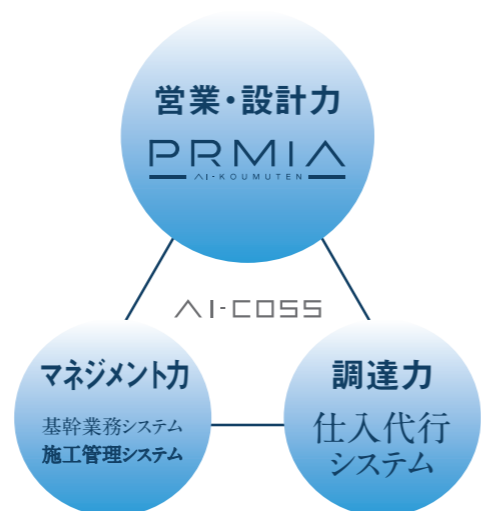 営業・設計力
PRMIA
AI-KOUMUTEN
AI-COSS
マネジメント力
基幹業務システム
施工管理システム
調達力
仕入代行
システム